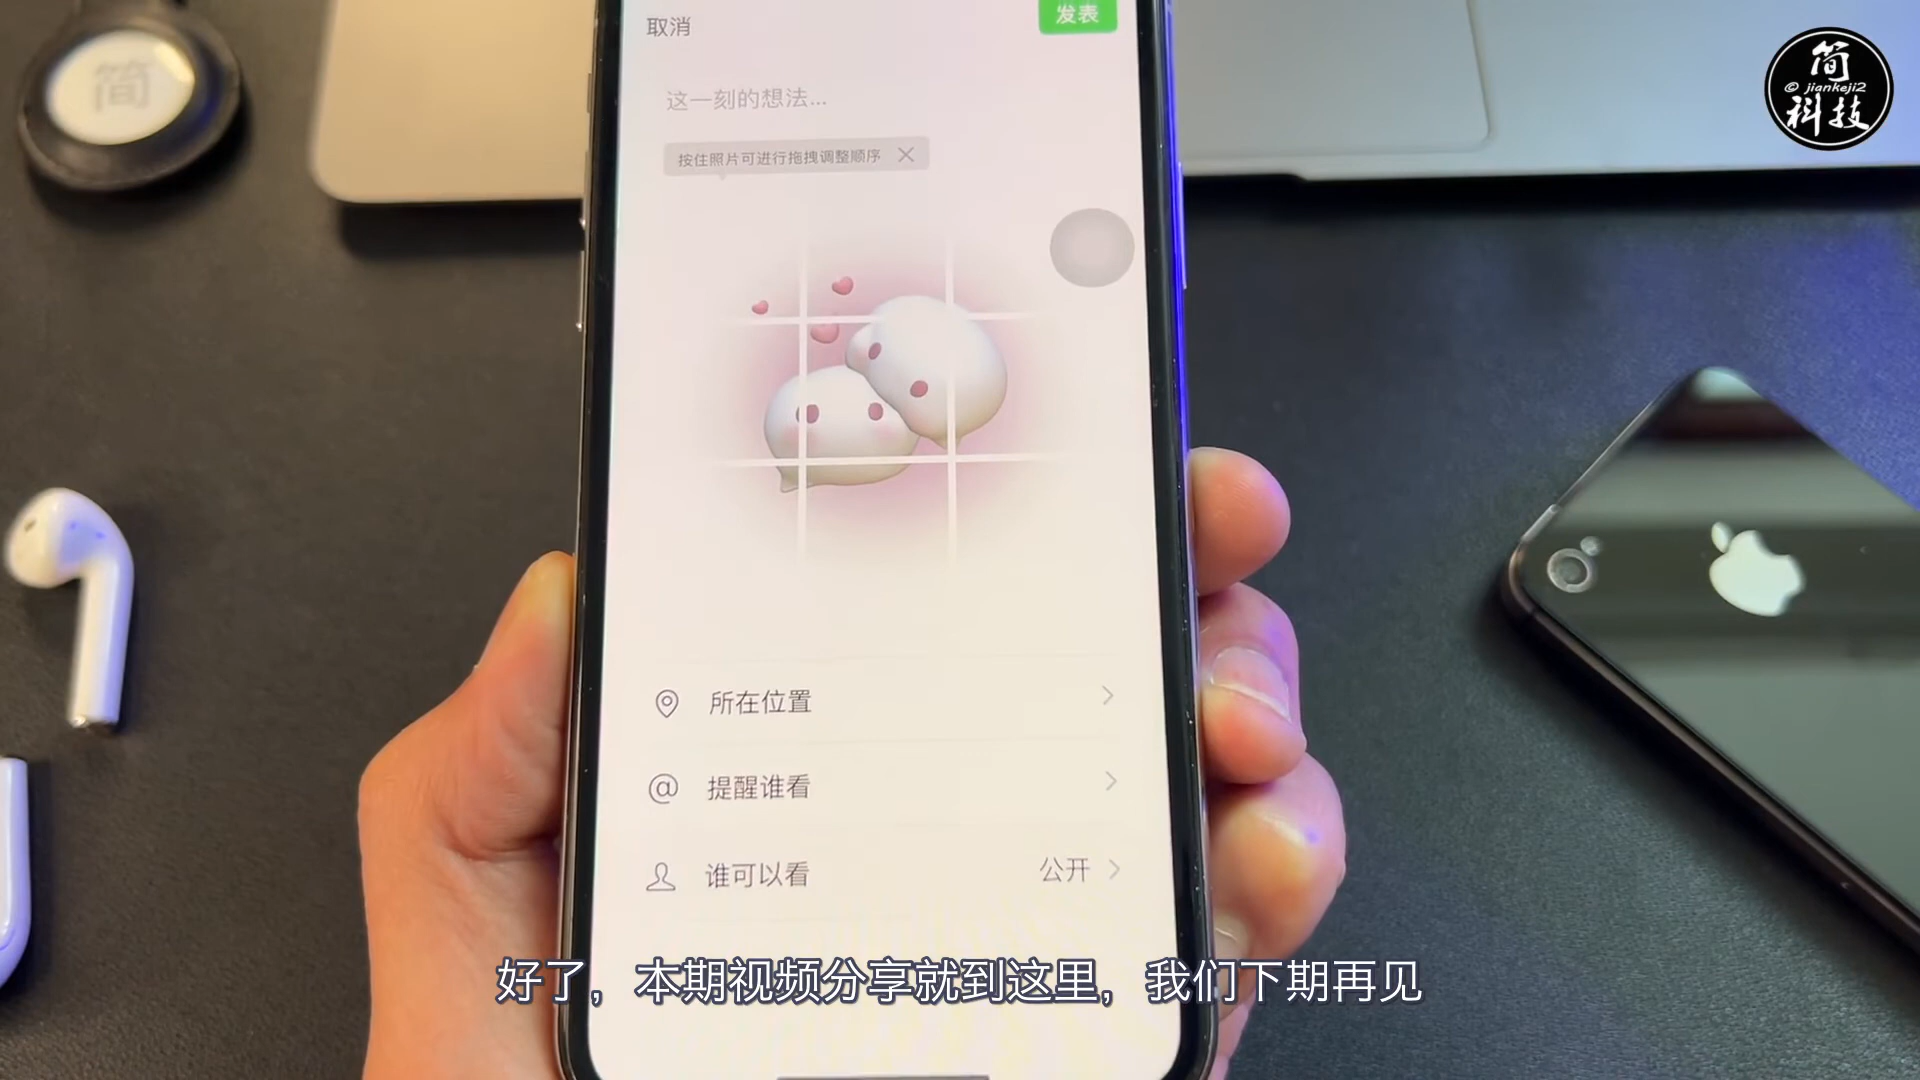 取消
发表
简
简
© jiankeji2
科技
这一刻的想法...
按住照片可进行拖拽调整顺序
所在位置
@ 提醒谁看
谁可以看 公开
好了，本期视频分享就到这里，我们下期再见